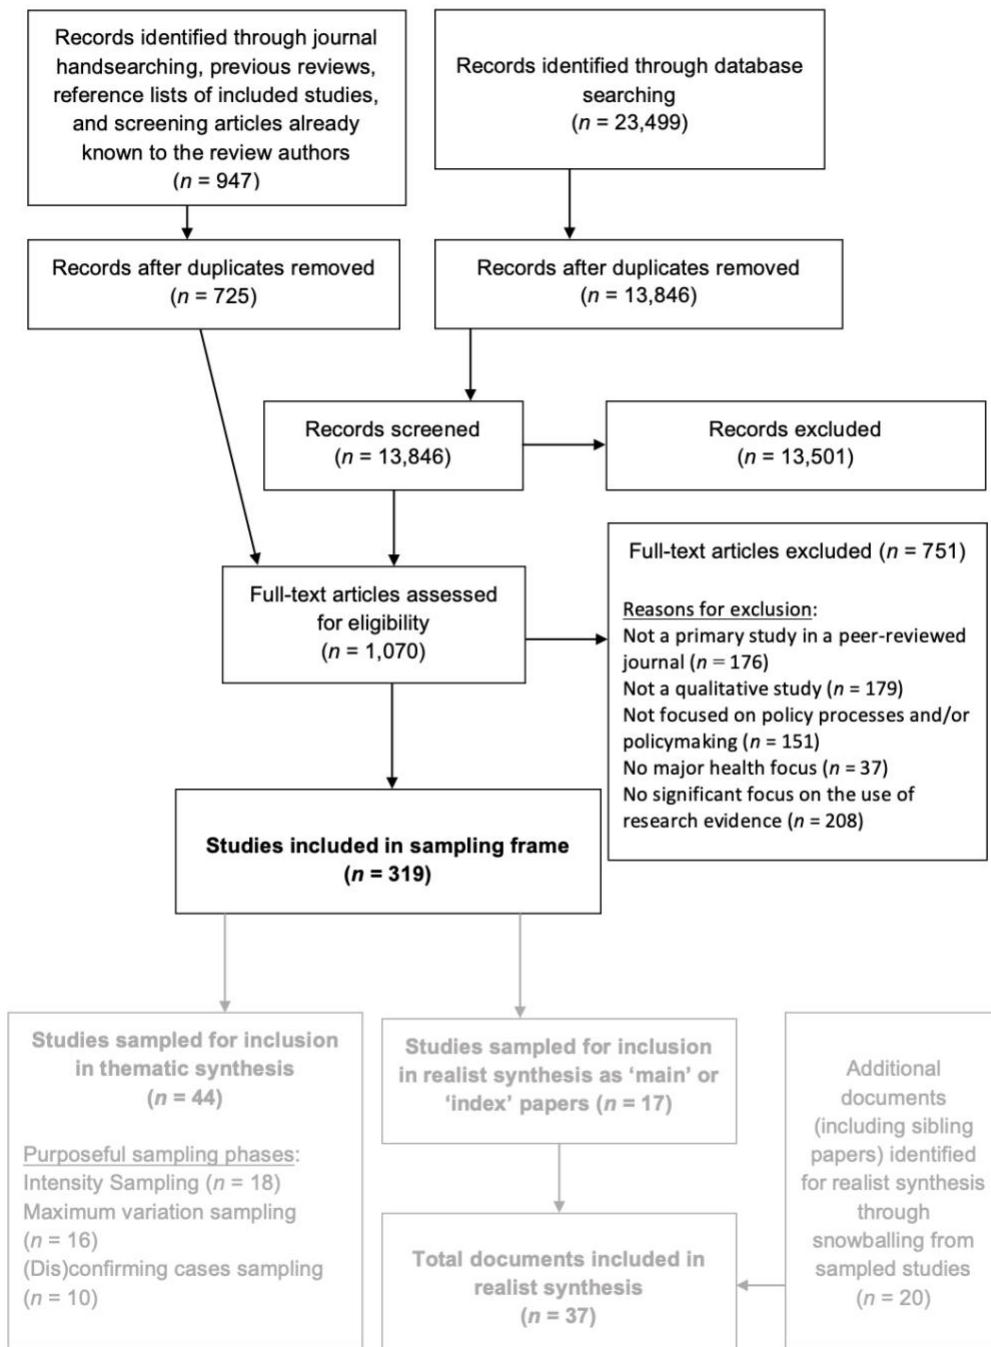 Records identified through journal
handsearching, previous reviews,
reference lists of included studies,
and screening articles already
known to the review authors
(n = 947)
Records identified through database
searching
(n = 23,499)
Records after duplicates removed
(n = 725)
Records after duplicates removed
(n = 13,846)
Records screened
(n = 13,846)
Records excluded
(n = 13,501)
Full-text articles assessed
for eligibility
(n = 1,070)
Full-text articles excluded (n = 751)
Reasons for exclusion:
Not a primary study in a peer-reviewed
journal (n = 176)
Not a qualitative study (n = 179)
Not focused on policy processes and/or
policymaking (n = 151)
No major health focus (n = 37)
No significant focus on the use of
research evidence (n = 208)
Studies included in sampling frame
(n = 319)
Studies sampled for inclusion
in thematic synthesis
(n = 44)
Purposeful sampling phases:
Intensity Sampling (n = 18)
Maximum variation sampling
(n = 16)
(Dis)confirming cases sampling
(n = 10)
Studies sampled for inclusion
in realist synthesis as ‘main’ or
‘index’ papers (n = 17)
Total documents included in
realist synthesis
(n = 37)
Additional
documents
(including sibling
papers) identified
for realist synthesis
through
snowballing from
sampled studies
(n = 20)